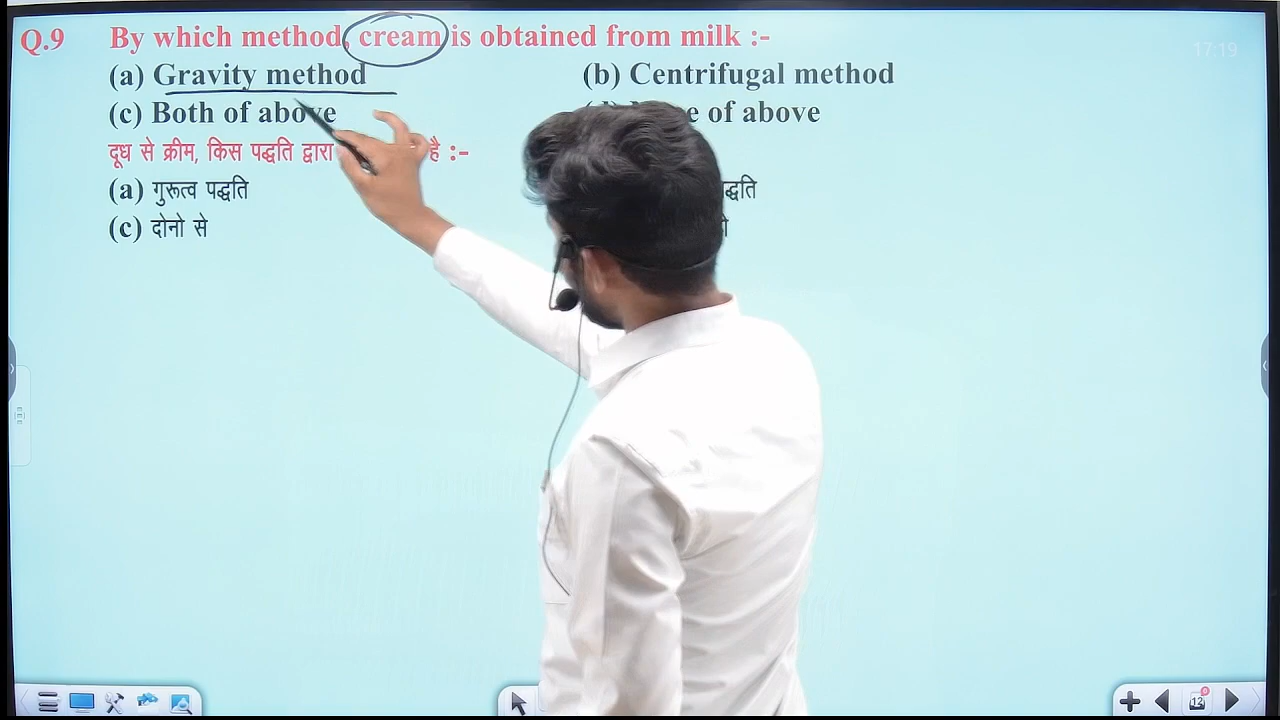 Q.9 By which method, cream is obtained from milk :-
(a) Gravity method (b) Centrifugal method
(c) Both of above of above
दूध से क्रीम, किस पद्धति द्वारा है :-
(a) गुरूत्व पद्धति
(c) दोनो से
17:19
12